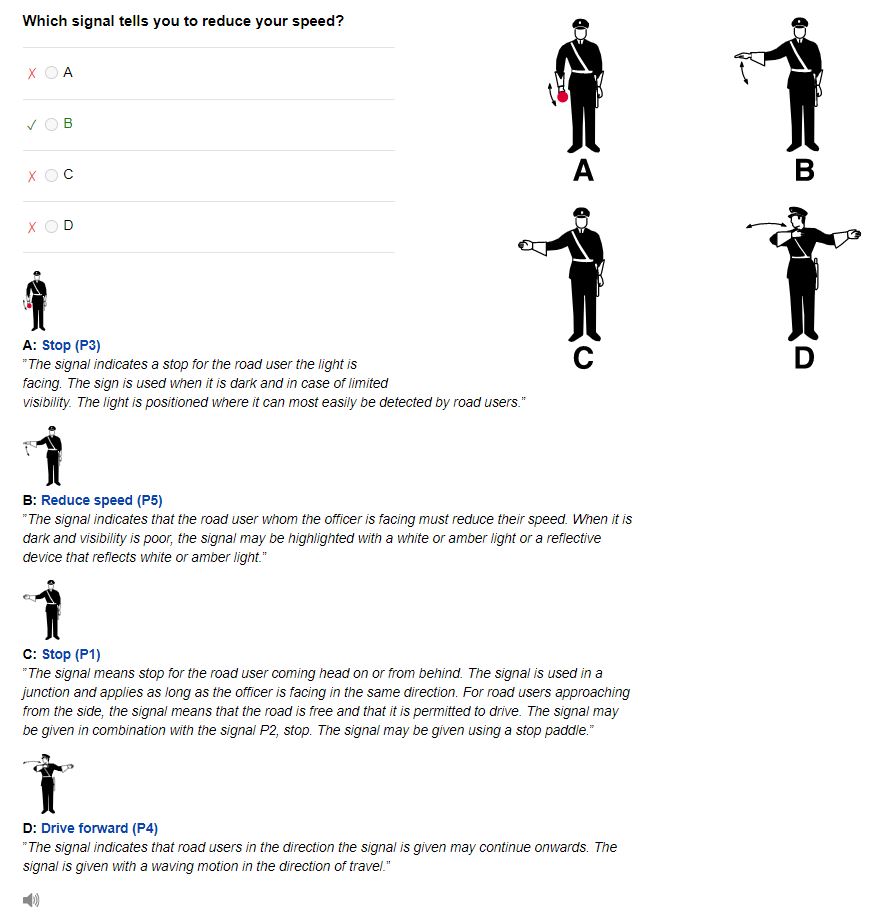 Which signal tells you to reduce your speed?
A
B
C
D
A
B
C
D
A: Stop (P3)
”The signal indicates a stop for the road user the light is
facing. The sign is used when it is dark and in case of limited
visibility. The light is positioned where it can most easily be detected by road users.”
B: Reduce speed (P5)
”The signal indicates that the road user whom the officer is facing must reduce their speed. When it is
dark and visibility is poor, the signal may be highlighted with a white or amber light or a reflective
device that reflects white or amber light.”
C: Stop (P1)
”The signal means stop for the road user coming head on or from behind. The signal is used in a
junction and applies as long as the officer is facing in the same direction. For road users approaching
from the side, the signal means that the road is free and that it is permitted to drive. The signal may
be given in combination with the signal P2, stop. The signal may be given using a stop paddle.”
D: Drive forward (P4)
”The signal indicates that road users in the direction the signal is given may continue onwards. The
signal is given with a waving motion in the direction of travel.”